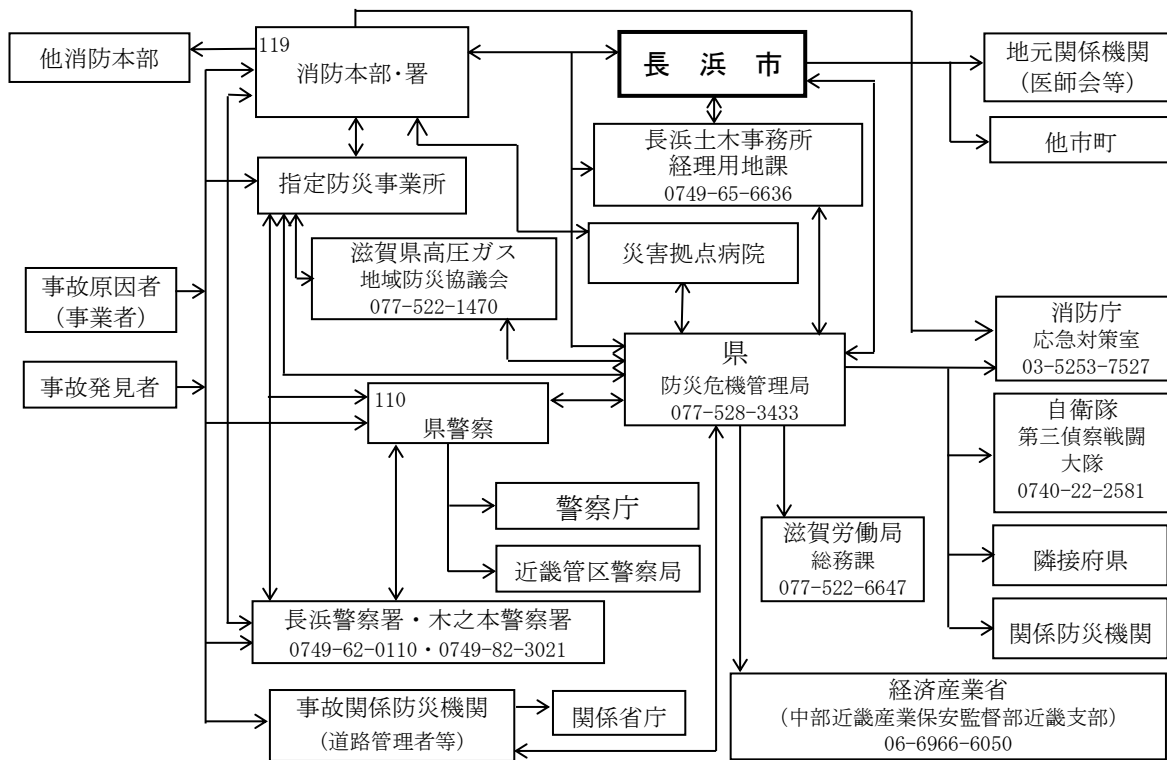 119
消防本部・署
他消防本部
長　浜　市
地元関係機関
(医師会等)
長浜土木事務所
経理用地課
0749-65-6636
他市町
指定防災事業所
滋賀県高圧ガス
地域防災協議会
077-522-1470
災害拠点病院
事故原因者
(事業者)
消防庁
応急対策室
03-5253-7527
県
防災危機管理局
077-528-3433
事故発見者
110
県警察
自衛隊
第三偵察戦闘
大隊
0740-22-2581
警察庁
滋賀労働局
総務課
077-522-6647
隣接府県
近畿管区警察局
長浜警察署・木之本警察署
0749-62-0110・0749-82-3021
関係防災機関
事故関係防災機関
(道路管理者等)
関係省庁
経済産業省
(中部近畿産業保安監督部近畿支部)
06-6966-6050